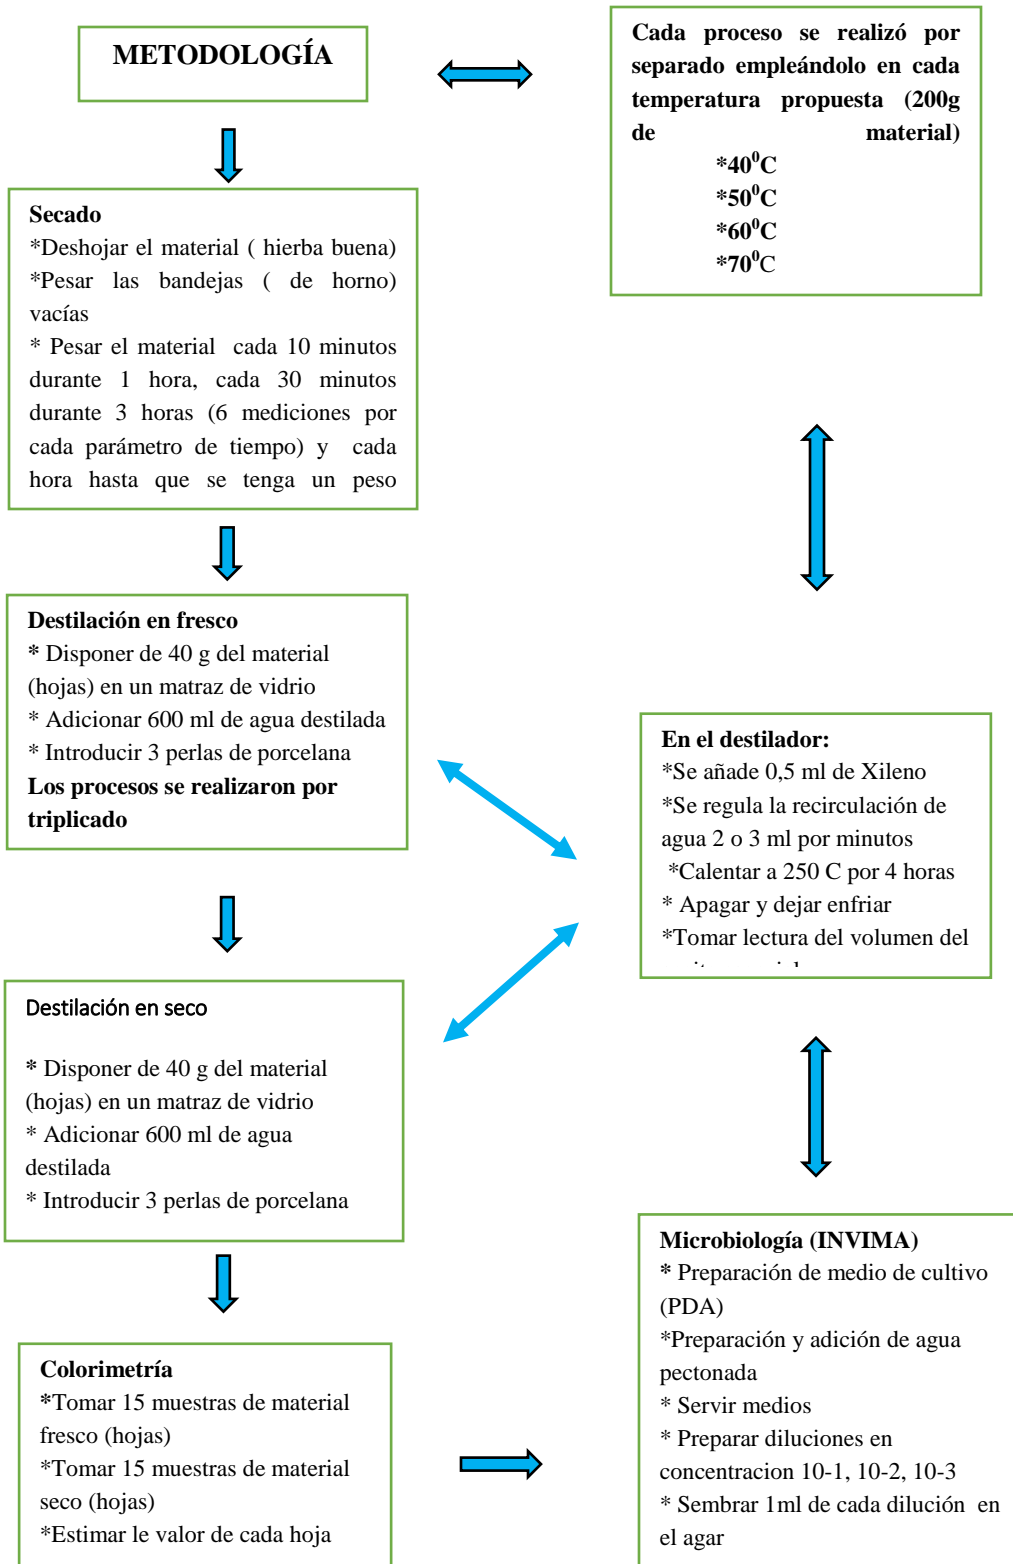 METODOLOGÍA
Cada proceso se realizó por
separado empleándolo en cada
temperatura propuesta (200g
de material)
*40⁰C
*50⁰C
*60⁰C
*70⁰C
Secado
*Deshojar el material ( hierba buena)
*Pesar las bandejas ( de horno)
vacías
* Pesar el material cada 10 minutos
durante 1 hora, cada 30 minutos
durante 3 horas (6 mediciones por
cada parámetro de tiempo) y cada
hora hasta que se tenga un peso
Destilación en fresco
* Disponer de 40 g del material
(hojas) en un matraz de vidrio
* Adicionar 600 ml de agua destilada
* Introducir 3 perlas de porcelana
Los procesos se realizaron por
triplicado
En el destilador:
*Se añade 0,5 ml de Xileno
*Se regula la recirculación de
agua 2 o 3 ml por minutos
*Calentar a 250 C por 4 horas
* Apagar y dejar enfriar
*Tomar lectura del volumen del
Destilación en seco
* Disponer de 40 g del material
(hojas) en un matraz de vidrio
* Adicionar 600 ml de agua
destilada
* Introducir 3 perlas de porcelana
Colorimetría
*Tomar 15 muestras de material
fresco (hojas)
*Tomar 15 muestras de material
seco (hojas)
*Estimar le valor de cada hoja
Microbiología (INVIMA)
* Preparación de medio de cultivo
(PDA)
*Preparación y adición de agua
pectonada
* Servir medios
* Preparar diluciones en
concentracion 10-1, 10-2, 10-3
* Sembrar 1ml de cada dilución en
el agar